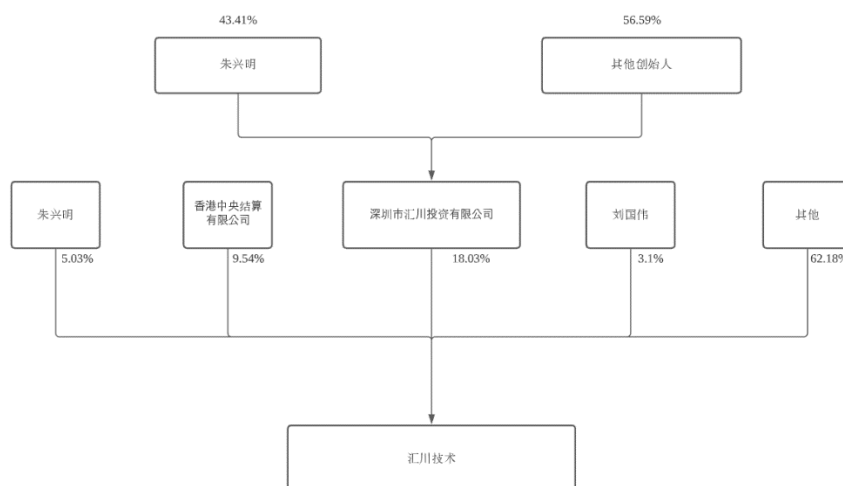 43.41%
56.59%
朱兴明
其他创始人
朱兴明
香港中央结算
有限公司
深圳市汇川投资有限公司
刘国伟
其他
5.03%
9.54%
18.03%
3.1%
62.18%
汇川技术